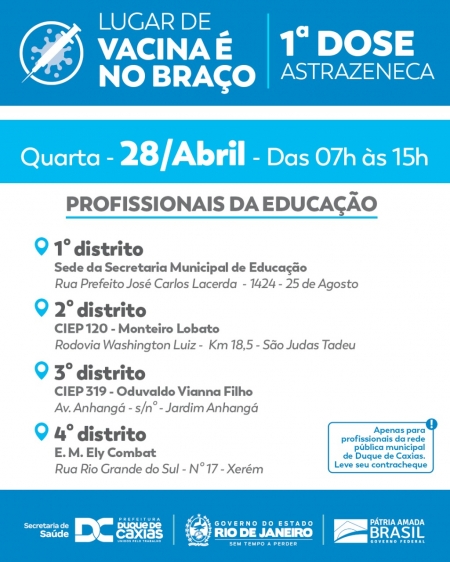 LUGAR DE
VACINA É
NO BRAÇO
1ª DOSE
ASTRAZENECA
Quarta - 28/Abril - Das 07h às 15h
PROFISSIONAIS DA EDUCAÇÃO
1° distrito
Sede da Secretaria Municipal de Educação
Rua Prefeito José Carlos Lacerda - 1424 - 25 de Agosto
2° distrito
CIEP 120 - Monteiro Lobato
Rodovia Washington Luiz - Km 18,5 - São Judas Tadeu
3° distrito
CIEP 319 - Oduvaldo Vianna Filho
Av. Anhangá - s/n° - Jardim Anhangá
4° distrito
E. M. Ely Combat
Rua Rio Grande do Sul - N° 17 - Xerém
!
Apenas para
profissionais da rede
pública municipal
de Duque de Caxias.
Leve seu contracheque
Secretaria de
Saúde
DC
PREFEITURA
DUQUE DE
CAXIAS
UNIDOS PELO TRABALHO
GOVERNO DO ESTADO
RIO DE JANEIRO
SEM TEMPO A PERDER
PÁTRIA AMADA
BRASIL
GOVERNO FEDERAL